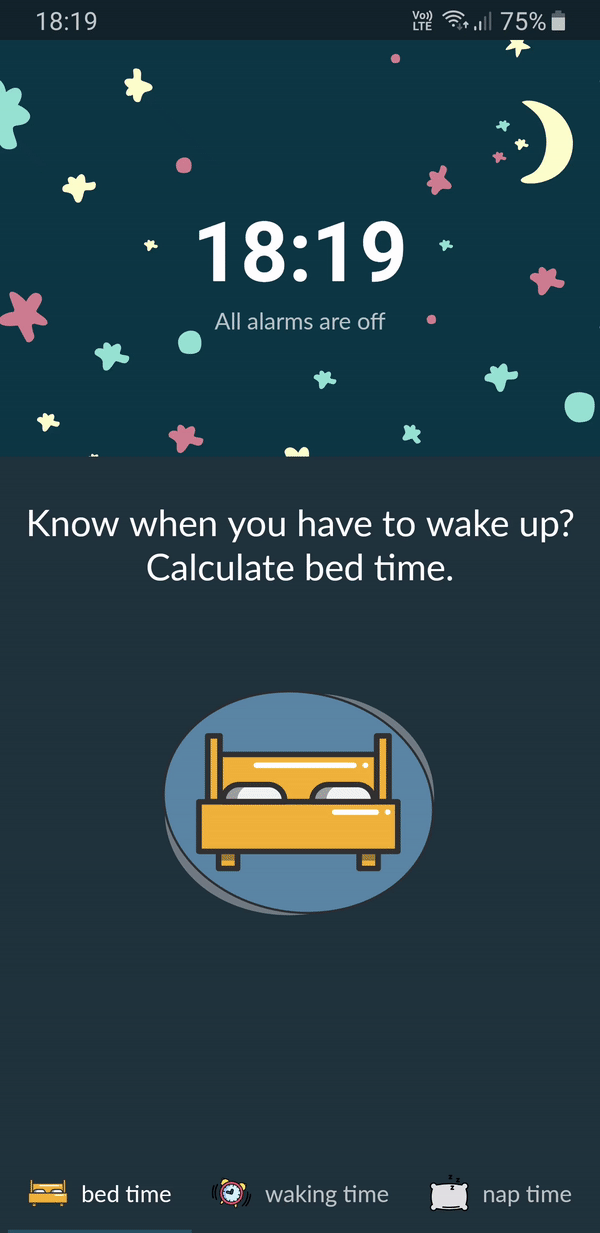 18:19
Vo)) LTE
75%
18:19
All alarms are off
Know when you have to wake up?
Calculate bed time.
bed time
waking time
nap time